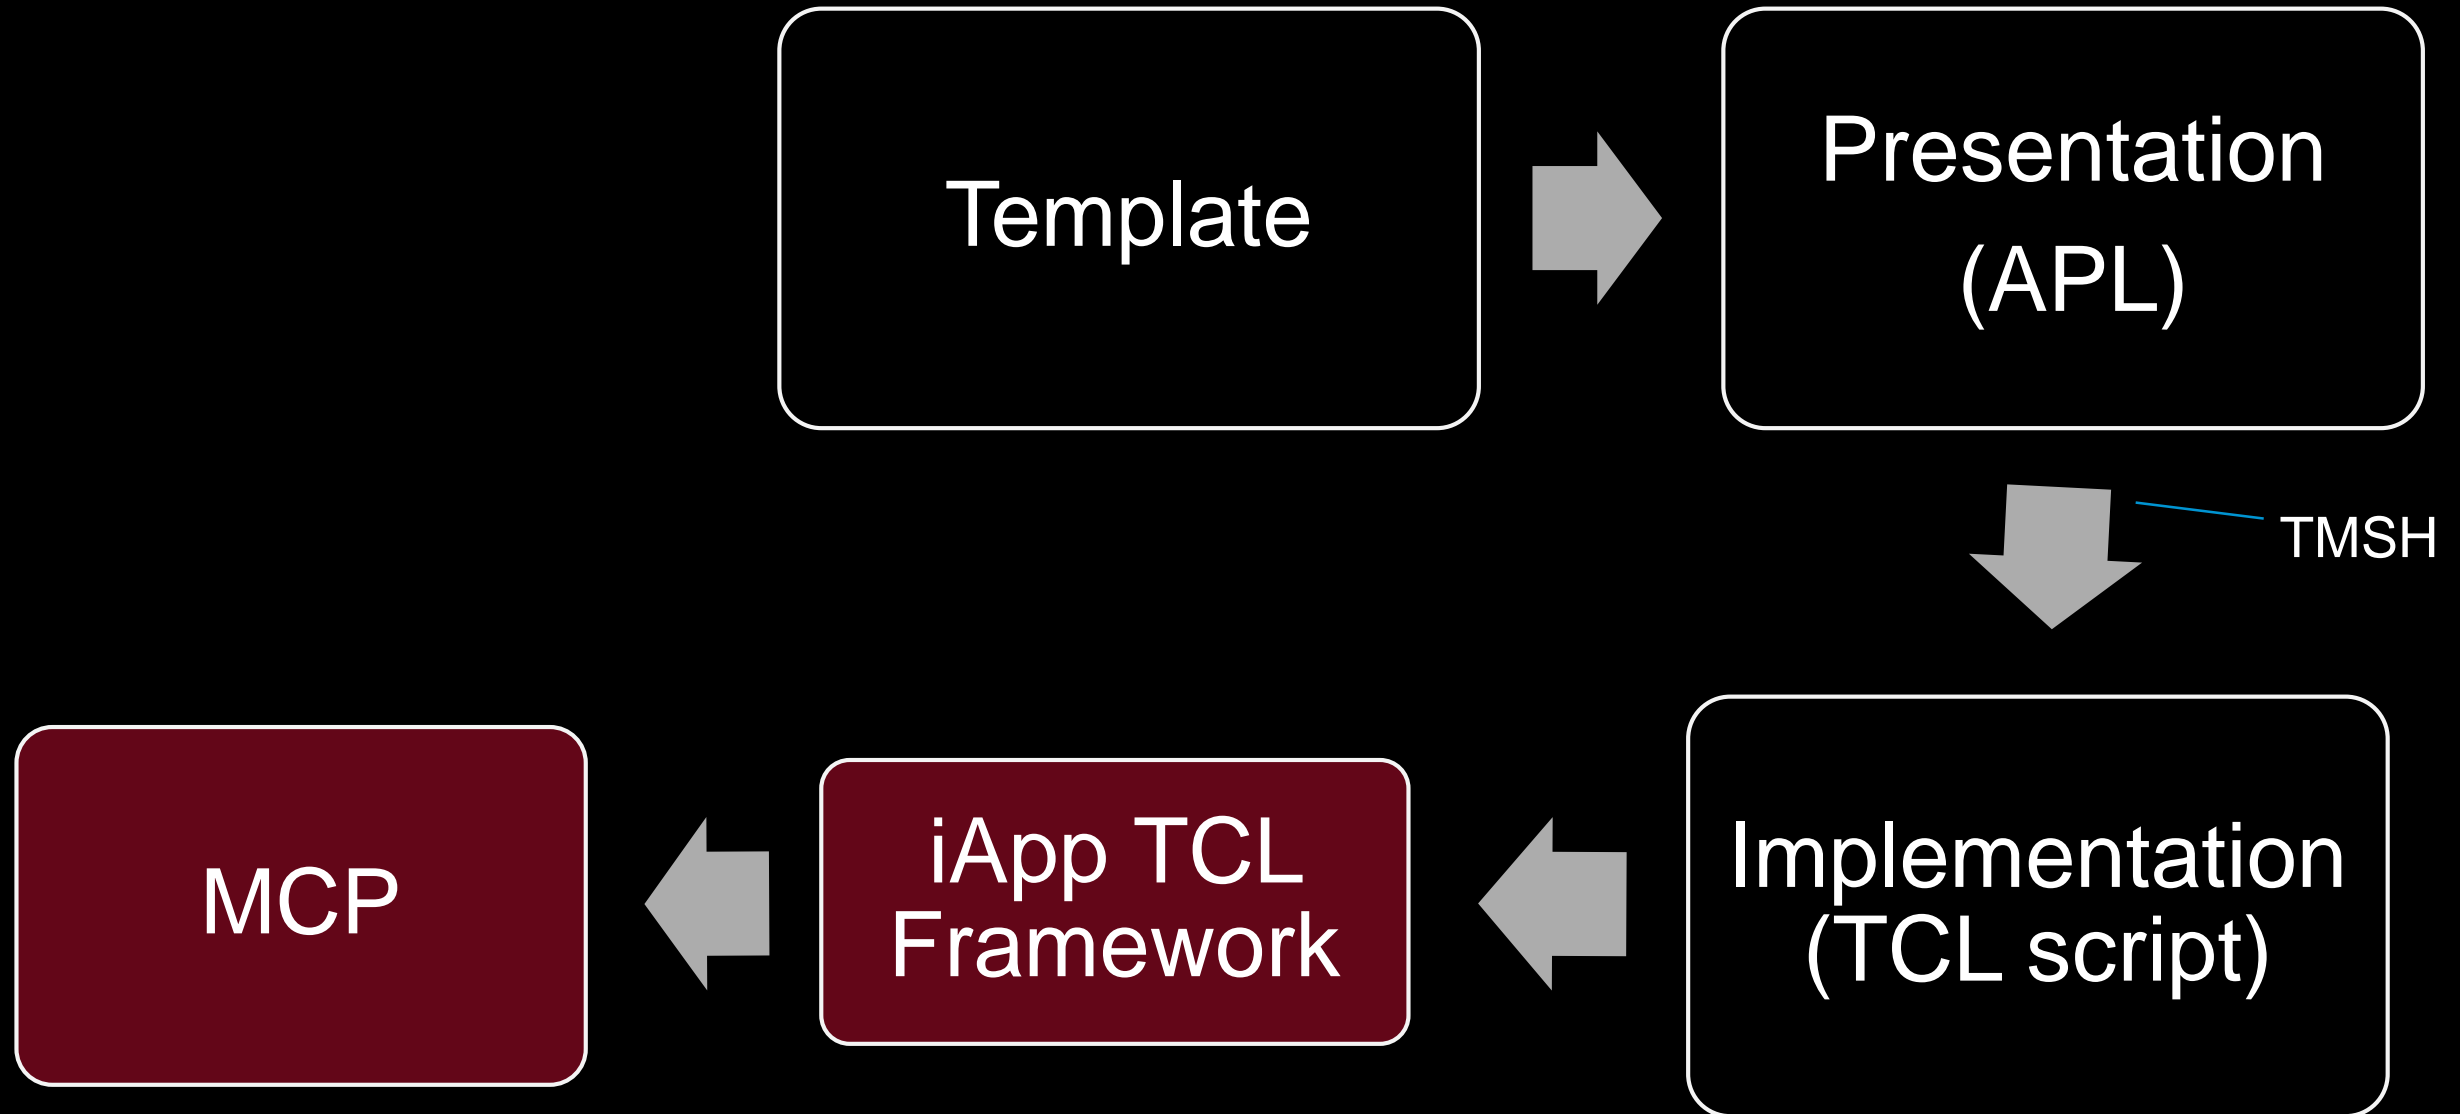 Template
Presentation
(APL)
TMSH
Implementation
(TCL script)
iApp TCL
Framework
MCP